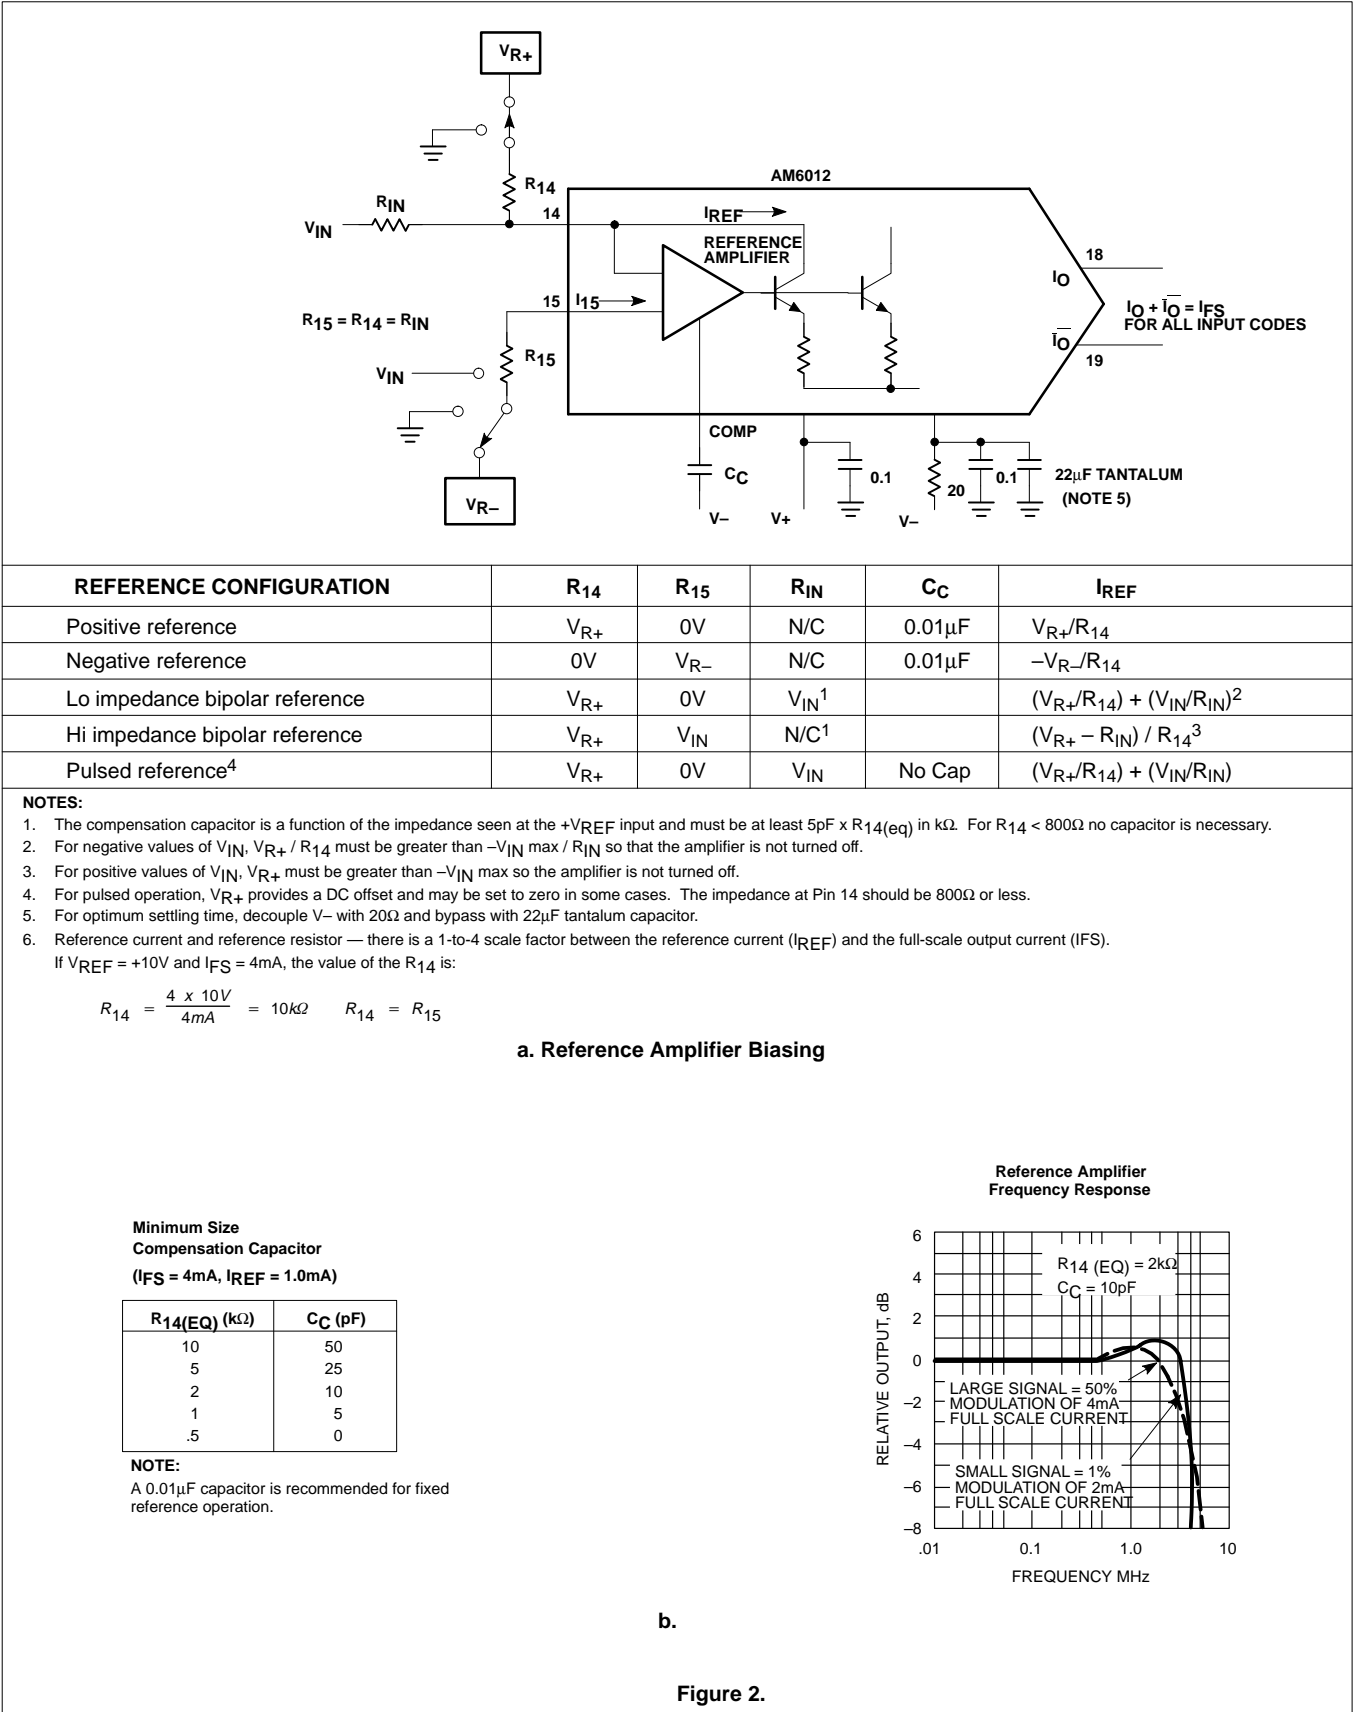 VR+
R14
RIN
VIN
14
AM6012
IREF
REFERENCE
AMPLIFIER
18
IO
15
I15
R15 = R14 = RIN
R15
VIN
IO + IO = IFS
FOR ALL INPUT CODES
IO
19
COMP
CC
0.1
20
0.1
22μF TANTALUM
(NOTE 5)
VR–
V–
V+
V–
REFERENCE CONFIGURATION R14 R15 RIN CC IREF
Positive reference VR+ 0V N/C 0.01μF VR+/R14
Negative reference 0V VR– N/C 0.01μF –VR–/R14
Lo impedance bipolar reference VR+ 0V VIN1 (VR+/R14) + (VIN/RIN)2
Hi impedance bipolar reference VR+ VIN N/C1 (VR+ – RIN) / R143
Pulsed reference4 VR+ 0V VIN No Cap (VR+/R14) + (VIN/RIN)
NOTES:
1. The compensation capacitor is a function of the impedance seen at the +VREF input and must be at least 5pF x R14(eq) in kΩ. For R14 < 800Ω no capacitor is necessary.
2. For negative values of VIN, VR+ / R14 must be greater than –VIN max / RIN so that the amplifier is not turned off.
3. For positive values of VIN, VR+ must be greater than –VIN max so the amplifier is not turned off.
4. For pulsed operation, VR+ provides a DC offset and may be set to zero in some cases. The impedance at Pin 14 should be 800Ω or less.
5. For optimum settling time, decouple V– with 20Ω and bypass with 22μF tantalum capacitor.
6. Reference current and reference resistor — there is a 1-to-4 scale factor between the reference current (IREF) and the full-scale output current (IFS).
If VREF = +10V and IFS = 4mA, the value of the R14 is:
R14 = 4 x 10V / 4mA = 10kΩ R14 = R15
a. Reference Amplifier Biasing
Reference Amplifier
Frequency Response
Minimum Size
Compensation Capacitor
(IFS = 4mA, IREF = 1.0mA)
R14(EQ) (kΩ) CC (pF)
10 50
5 25
2 10
1 5
.5 0
NOTE:
A 0.01μF capacitor is recommended for fixed
reference operation.
RELATIVE OUTPUT, dB
6
4
2
0
–2
–4
–6
–8
R14 (EQ) = 2kΩ
CC = 10pF
LARGE SIGNAL = 50%
MODULATION OF 4mA
FULL SCALE CURRENT
SMALL SIGNAL = 1%
MODULATION OF 2mA
FULL SCALE CURRENT
.01 0.1 1.0 10
FREQUENCY MHz
b.
Figure 2.